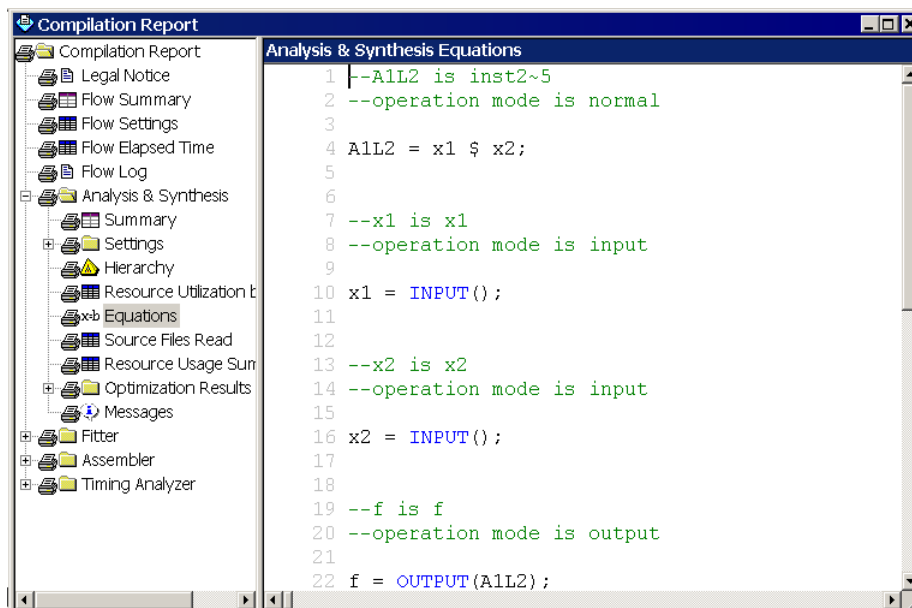 Compilation Report
Compilation Report
Legal Notice
Flow Summary
Flow Settings
Flow Elapsed Time
Flow Log
Analysis & Synthesis
Summary
Settings
Hierarchy
Resource Utilization b
x=b Equations
Source Files Read
Resource Usage Sum
Optimization Results
Messages
Fitter
Assembler
Timing Analyzer
Analysis & Synthesis Equations
1 --A1L2 is inst2~5
2 --operation mode is normal
3
4 A1L2 = x1 $ x2;
5
6
7 --x1 is x1
8 --operation mode is input
9
10 x1 = INPUT();
11
12
13 --x2 is x2
14 --operation mode is input
15
16 x2 = INPUT();
17
18
19 --f is f
20 --operation mode is output
21
22 f = OUTPUT(A1L2);